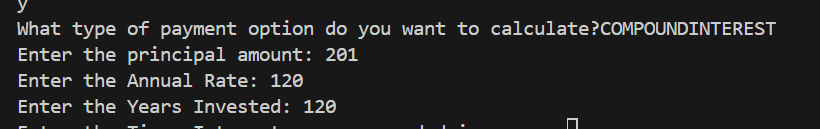 y
What type of payment option do you want to calculate?COMPOUNDINTEREST
Enter the principal amount: 201
Enter the Annual Rate: 120
Enter the Years Invested: 120